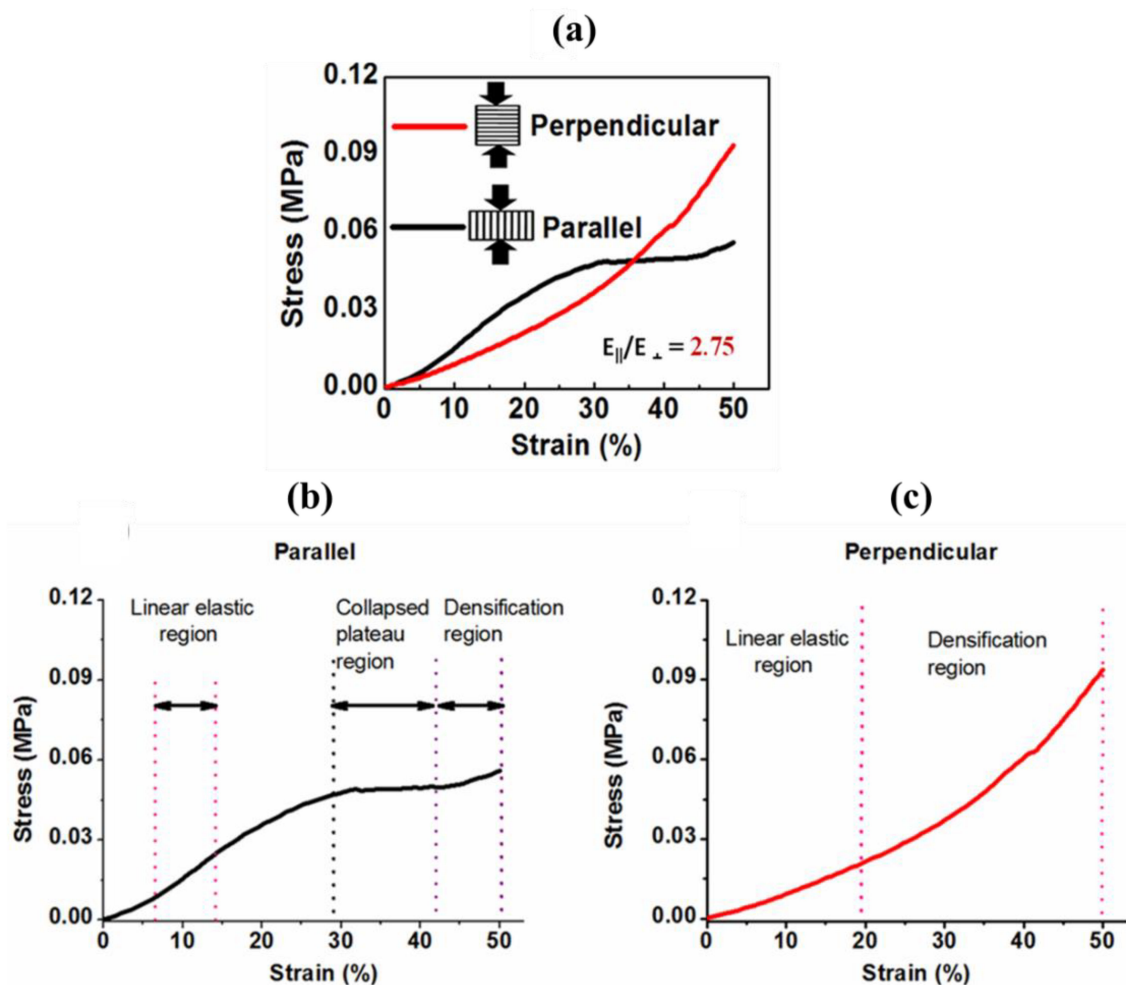 (a)
0.12
0.09
0.06
0.03
0.00
Stress (MPa)
Perpendicular
Parallel
E||/E⊥ = 2.75
0 10 20 30 40 50
Strain (%)
(b)
Parallel
0.12
0.09
0.06
0.03
0.00
Stress (MPa)
Linear elastic
region
Collapsed
plateau
region
Densification
region
0 10 20 30 40 50
Strain (%)
(c)
Perpendicular
0.12
0.09
0.06
0.03
0.00
Stress (MPa)
Linear elastic
region
Densification
region
0 10 20 30 40 50
Strain (%)